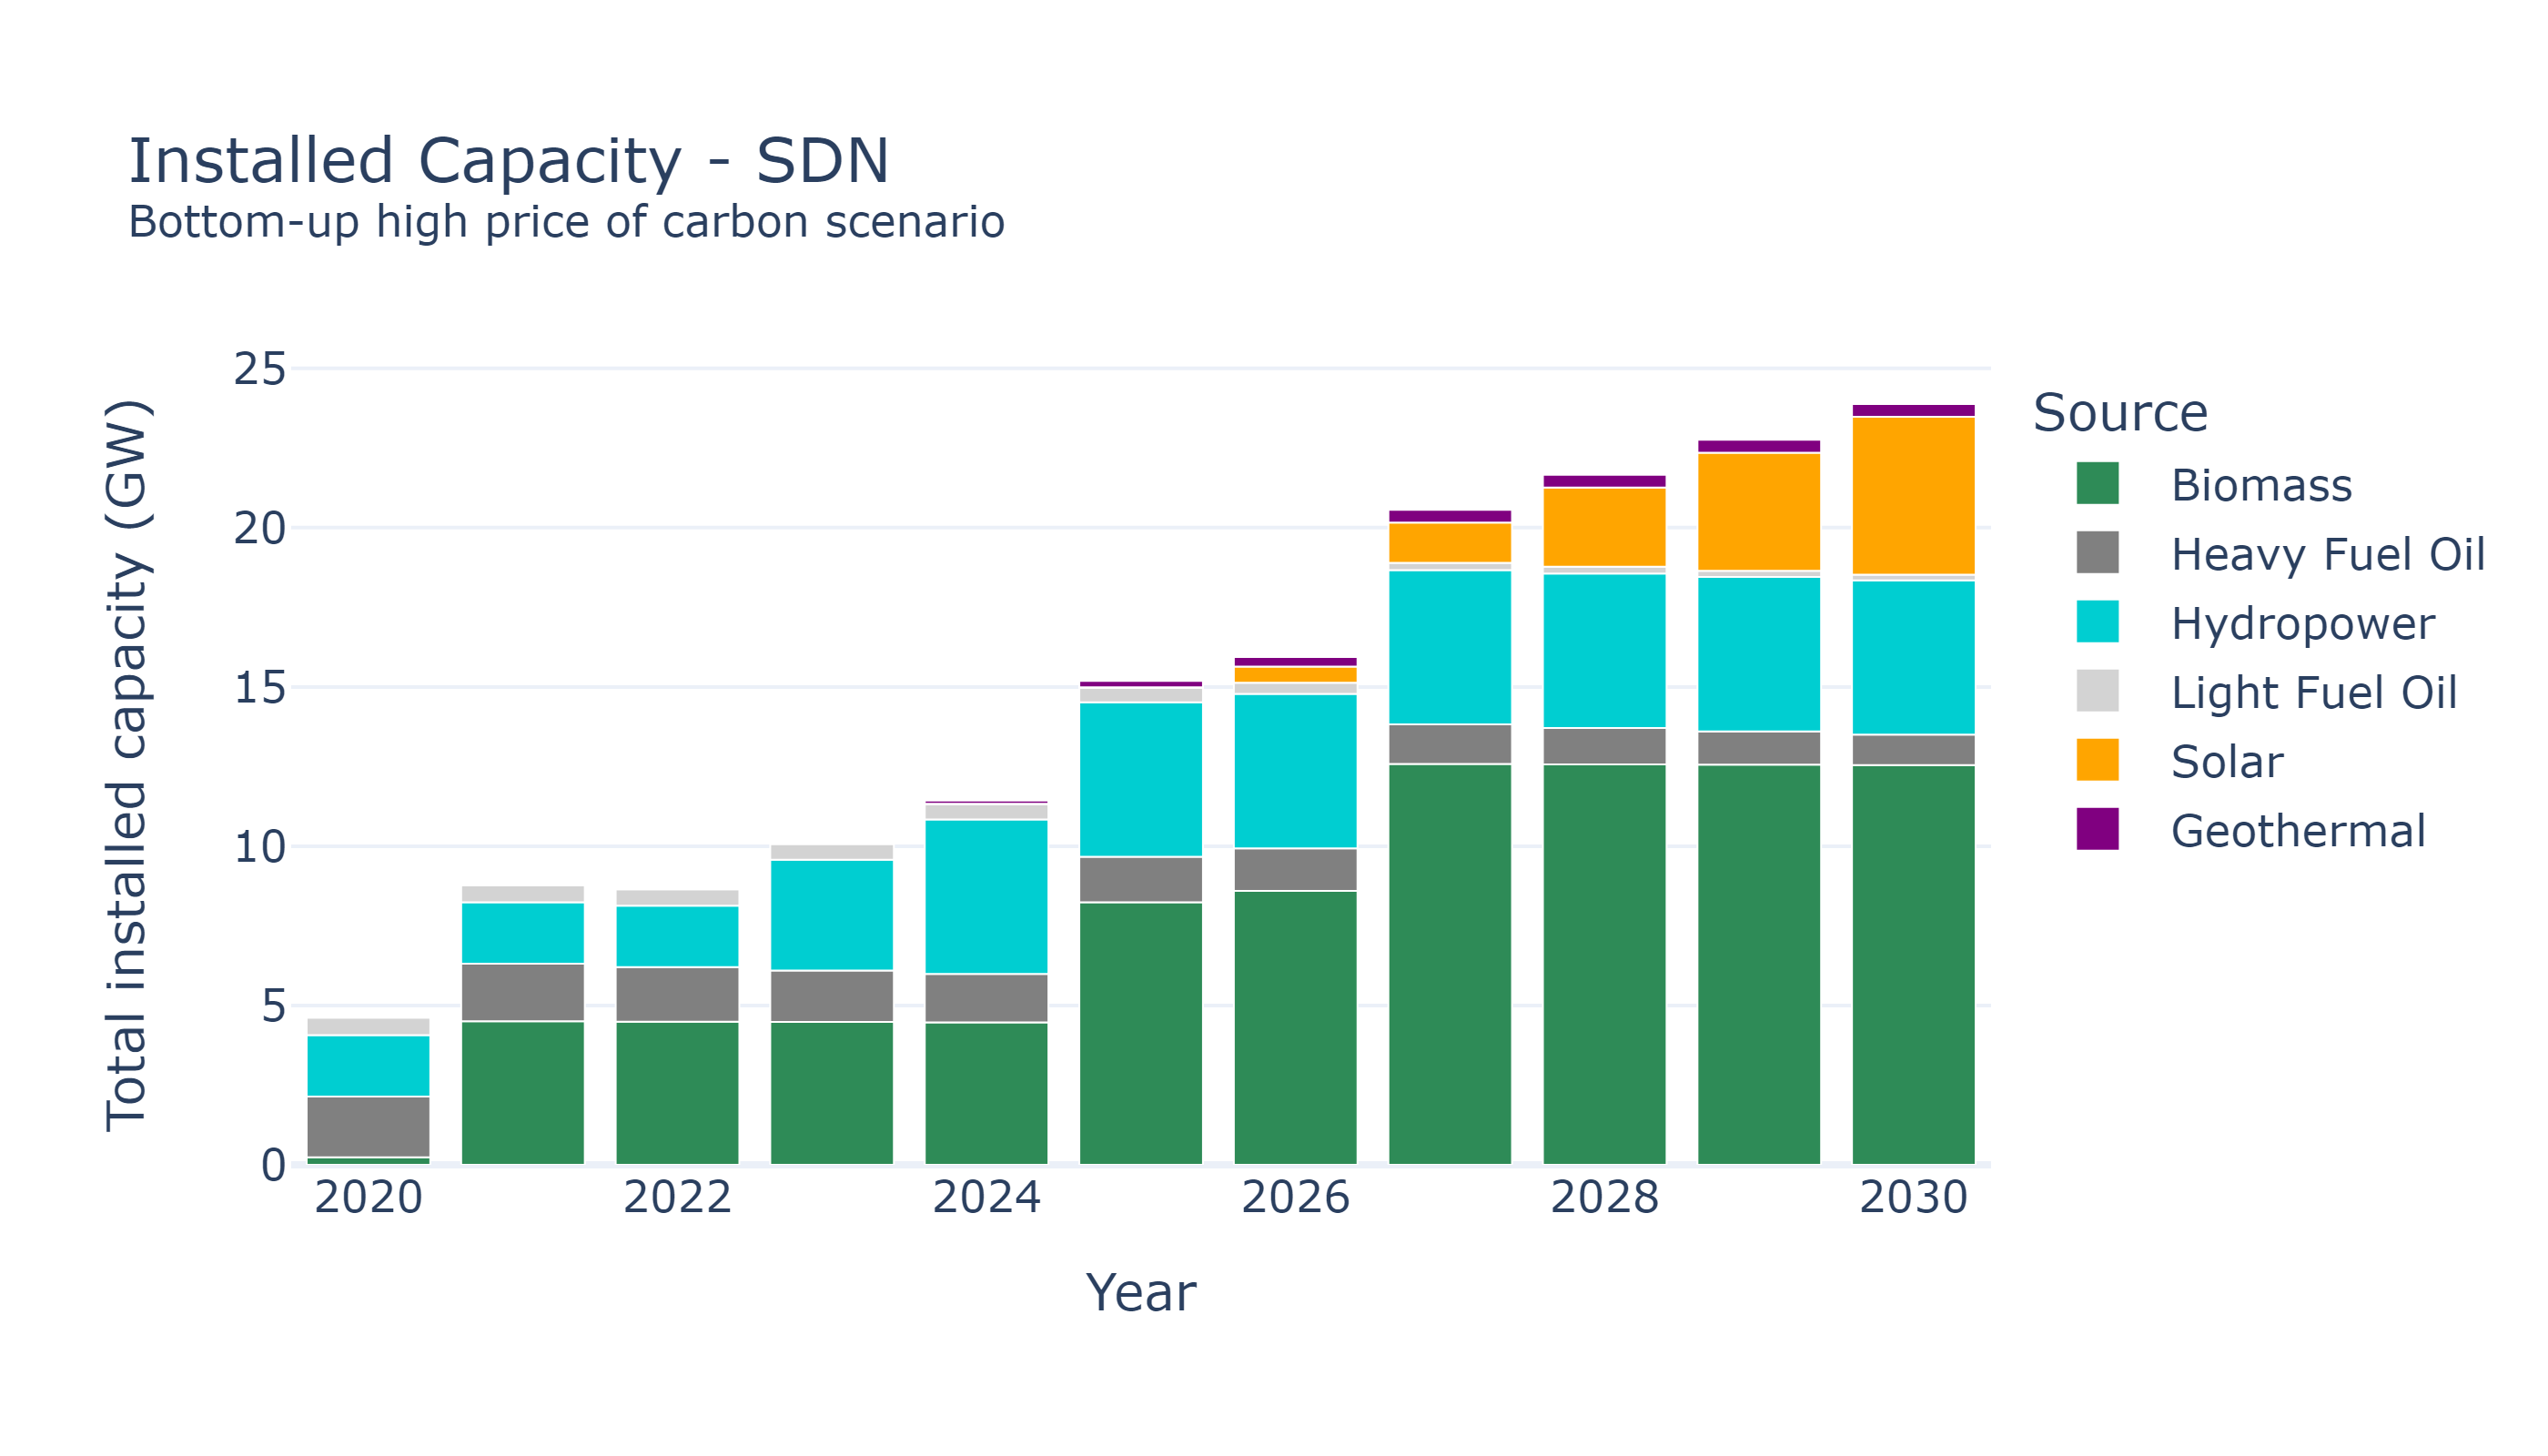 Installed Capacity - SDN
Bottom-up high price of carbon scenario
Total installed capacity (GW)
25
20
15
10
5
0
2020
2022
2024
2026
2028
2030
Year
Source
Biomass
Heavy Fuel Oil
Hydropower
Light Fuel Oil
Solar
Geothermal